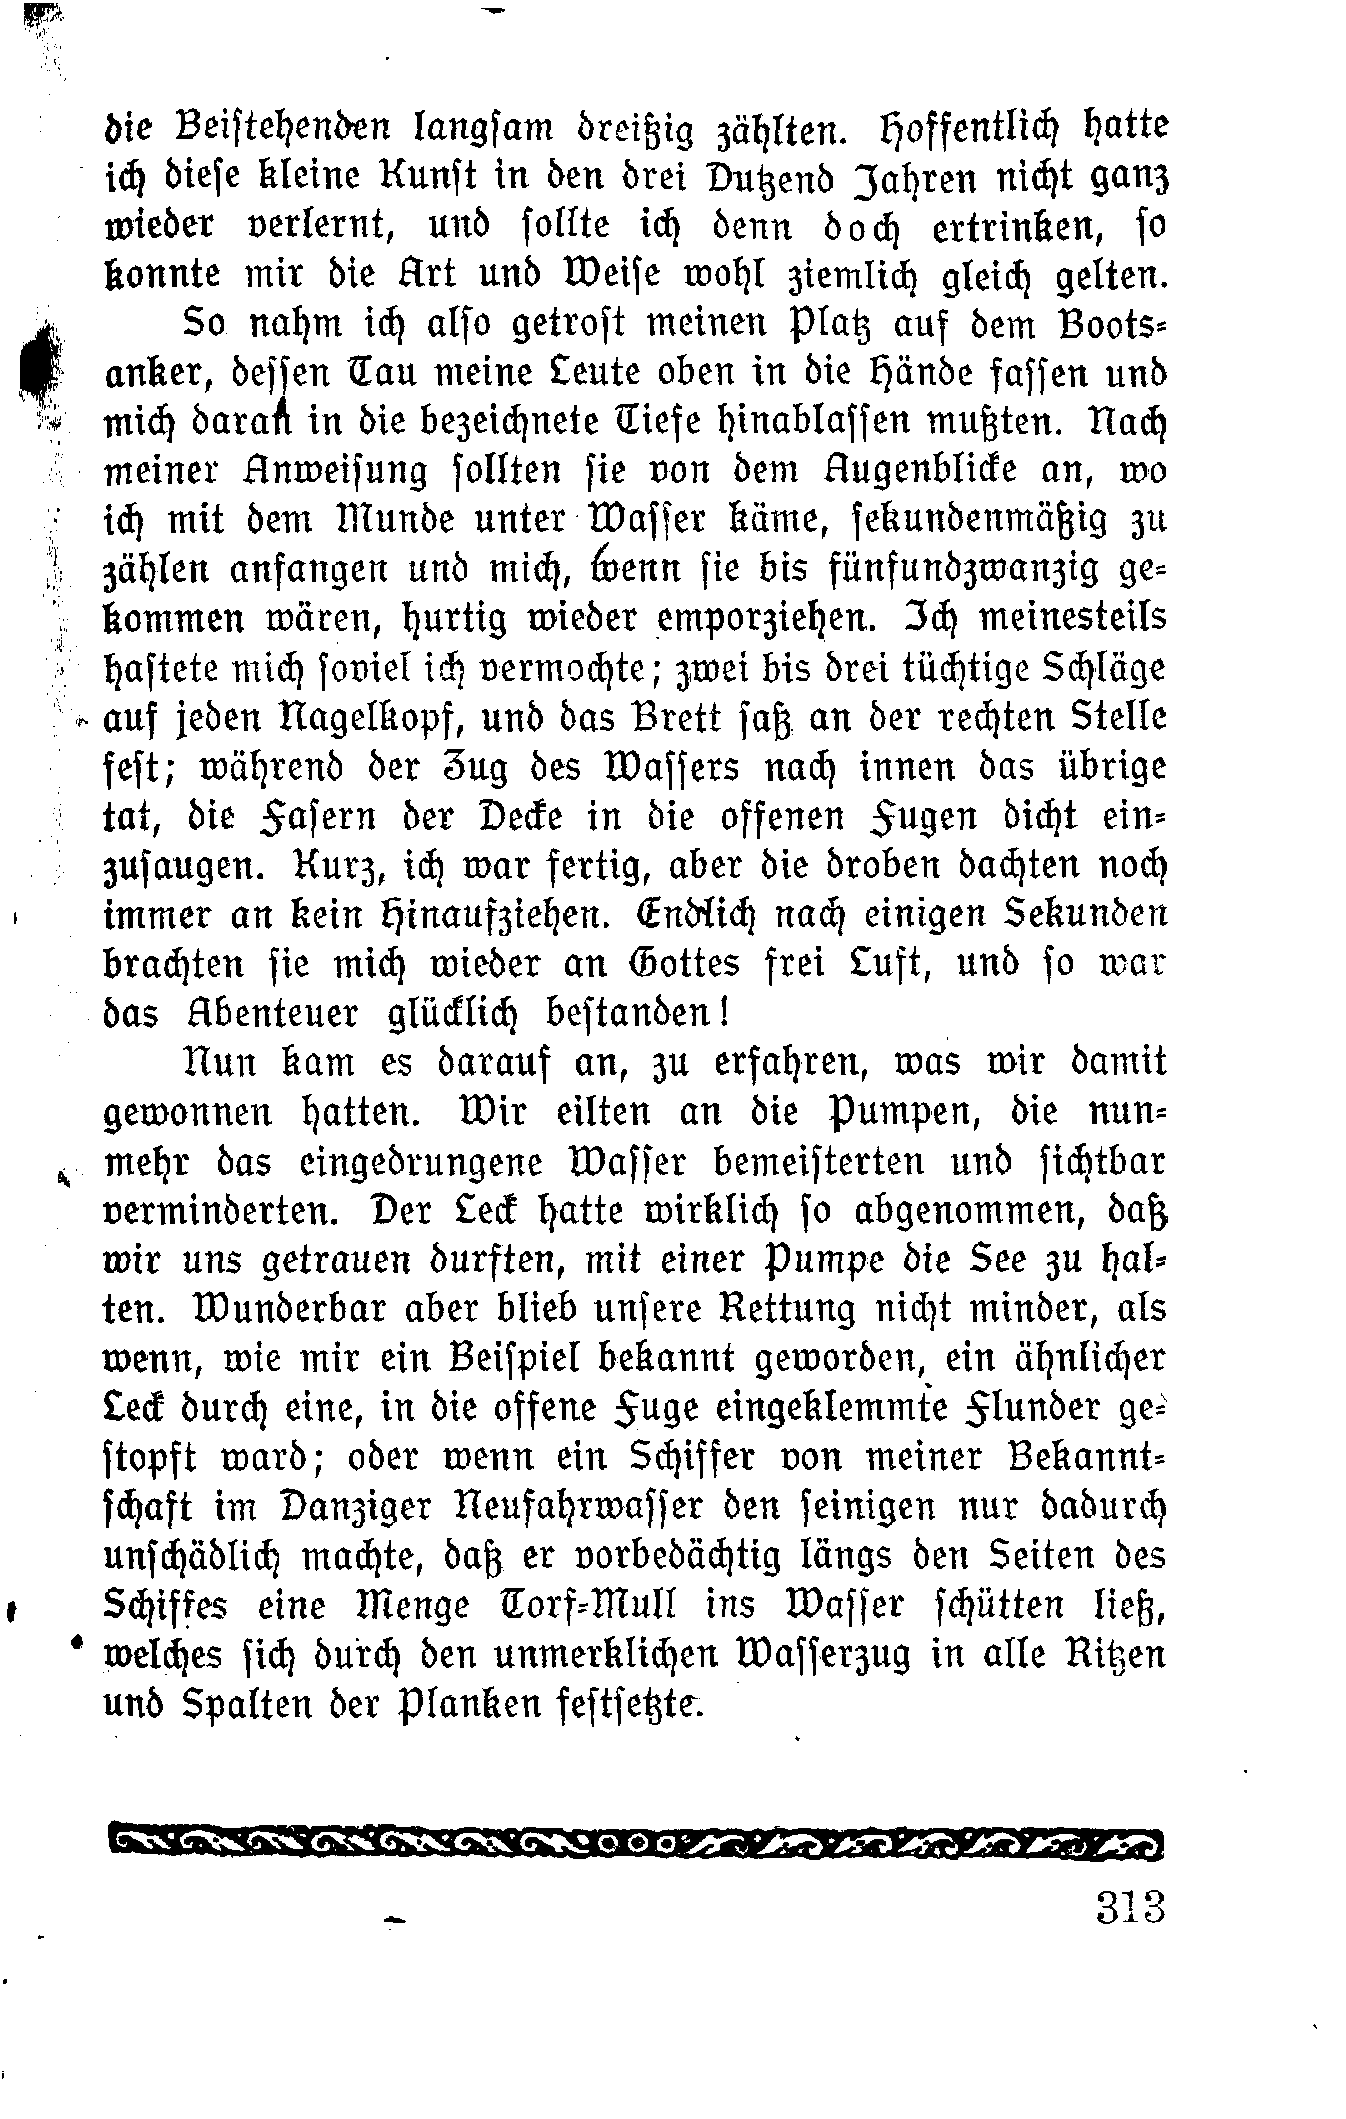 die Beistehenden langsam dreißig zählten. Hoffentlich hatte
ich diese kleine Kunst in den drei Dutzend Jahren nicht ganz
wieder verlernt, und sollte ich denn doch ertrinken, so
konnte mir die Art und Weise wohl ziemlich gleich gelten.
So nahm ich also getrost meinen Platz auf dem Boots-
anker, dessen Tau meine Leute oben in die Hände fassen und
mich daran in die bezeichnete Tiefe hinablassen mußten. Nach
meiner Anweisung sollten sie von dem Augenblicke an, wo
ich mit dem Munde unter Wasser käme, sekundenmäßig zu
zählen anfangen und mich, wenn sie bis fünfundzwanzig ge-
kommen wären, hurtig wieder emporziehen. Ich meinesteils
hastete mich soviel ich vermochte; zwei bis drei tüchtige Schläge
auf jeden Nagelkopf, und das Brett saß an der rechten Stelle
fest; während der Zug des Wassers nach innen das übrige
tat, die Fasern der Decke in die offenen Fugen dicht ein-
zusaugen. Kurz, ich war fertig, aber die droben dachten noch
immer an kein Hinaufziehen. Endlich nach einigen Sekunden
brachten sie mich wieder an Gottes frei Luft, und so war
das Abenteuer glücklich bestanden!
Nun kam es darauf an, zu erfahren, was wir damit
gewonnen hatten. Wir eilten an die Pumpen, die nun-
mehr das eingedrungene Wasser bemeisterten und sichtbar
verminderten. Der Leck hatte wirklich so abgenommen, daß
wir uns getrauen durften, mit einer Pumpe die See zu hal-
ten. Wunderbar aber blieb unsere Rettung nicht minder, als
wenn, wie mir ein Beispiel bekannt geworden, ein ähnlicher
Leck durch eine, in die offene Fuge eingeklemmte Flunder ge-
stopft ward; oder wenn ein Schiffer von meiner Bekannt-
schaft im Danziger Neufahrwasser den seinigen nur dadurch
unschädlich machte, daß er vorbedächtig längs den Seiten des
Schiffes eine Menge Torf-Mull ins Wasser schütten ließ,
welches sich durch den unmerklichen Wasserzug in alle Ritzen
und Spalten der Planken festsetzte.
313